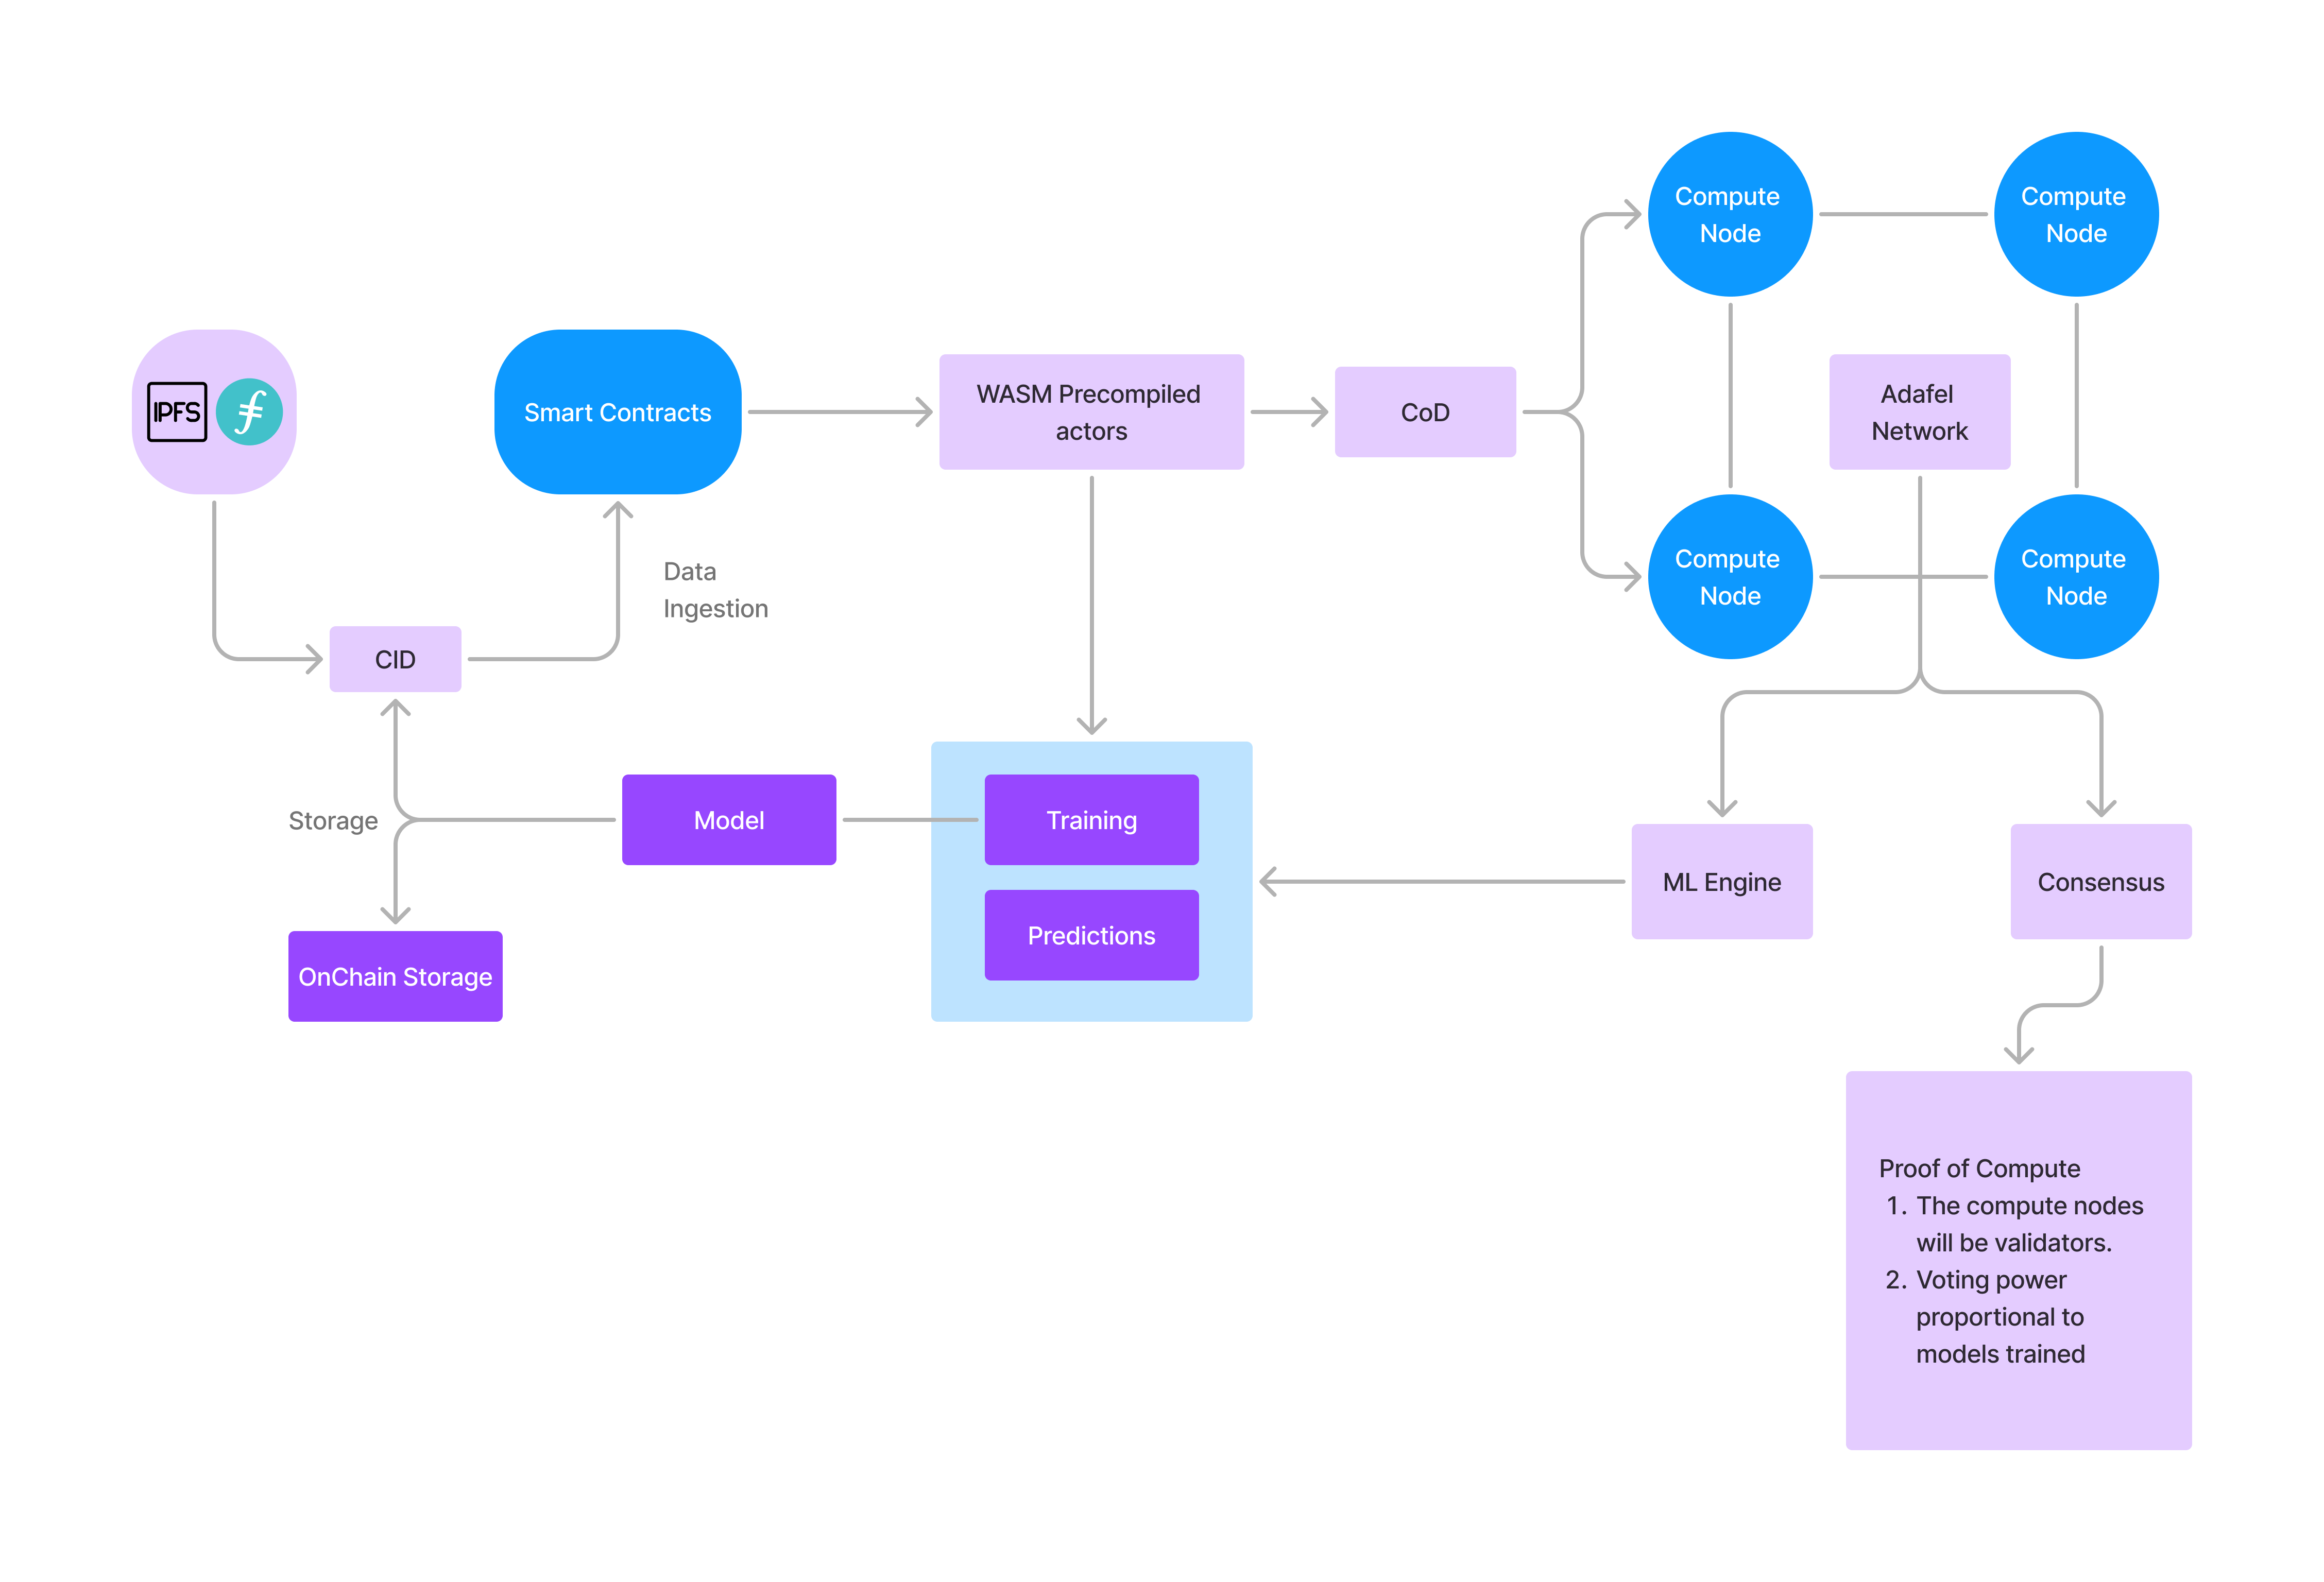 Compute
Node
Compute
Node
IPFS
Smart Contracts
WASM Precompiled
actors
CoD
Adafel
Network
Data
Ingestion
Compute
Node
Compute
Node
CID
Storage
Model
Training
Predictions
ML Engine
Consensus
OnChain Storage
Proof of Compute
1. The compute nodes
will be validators.
2. Voting power
proportional to
models trained